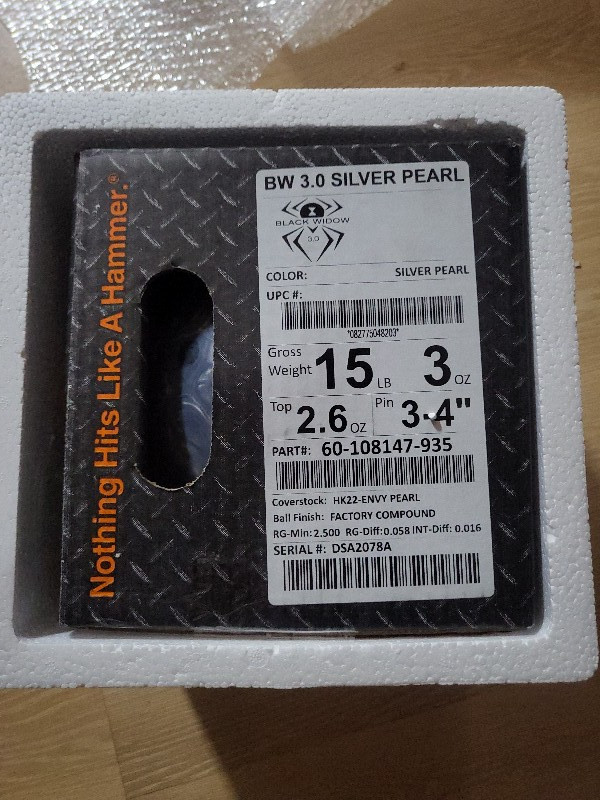 Nothing Hits Like A Hammer.®
BW 3.0 SILVER PEARL
BLACK WIDOW
3.0
COLOR: SILVER PEARL
UPC #:
Gross Weight 15 LB 3 OZ
Top 2.6 OZ Pin 3-4"
PART#: 60-108147-935
Coverstock: HK22-ENVY PEARL
Ball Finish: FACTORY COMPOUND
RG-Min: 2.500 RG-Diff: 0.058 INT-Diff: 0.016
SERIAL #: DSA2078A